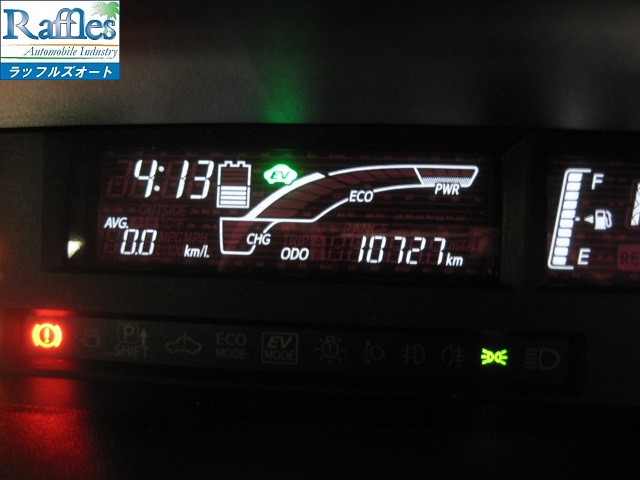 Raffles
Automobile Industry
ラッフルズオート
4:13
EV
ECO
PWR
F
AVG.
0.0 km/L
CHG
ODO
10727 km
E
P
SHIFT
ECO
MODE
EV
MODE